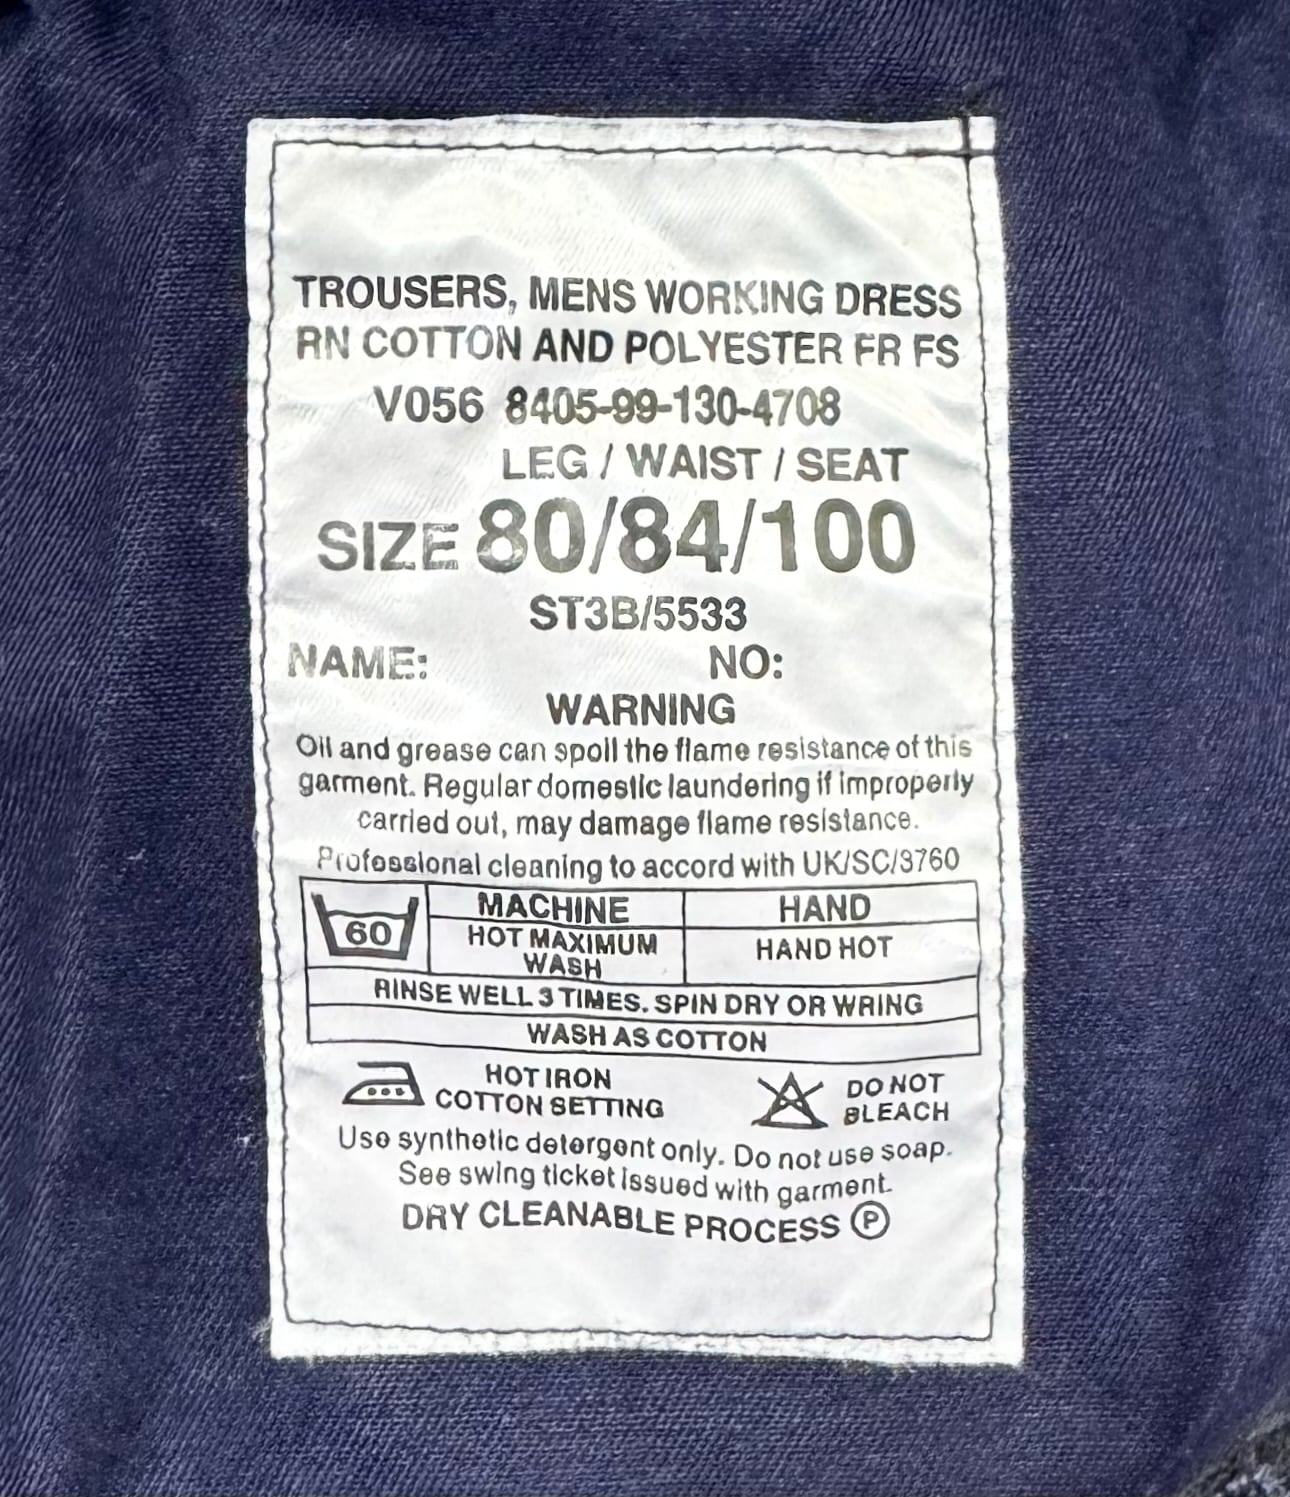 TROUSERS, MENS WORKING DRESS
RN COTTON AND POLYESTER FR FS
V056 8405-99-130-4708
LEG / WAIST / SEAT
SIZE 80/84/100
ST3B/5533
NAME: NO:
WARNING
Oil and grease can spoil the flame resistance of this
garment. Regular domestic laundering if improperly
carried out, may damage flame resistance.
Professional cleaning to accord with UK/SC/3760
60 MACHINE HAND
HOT MAXIMUM HAND HOT
WASH
RINSE WELL 3 TIMES. SPIN DRY OR WRING
WASH AS COTTON
HOT IRON DO NOT
COTTON SETTING BLEACH
Use synthetic detergent only. Do not use soap.
See swing ticket issued with garment.
DRY CLEANABLE PROCESS P